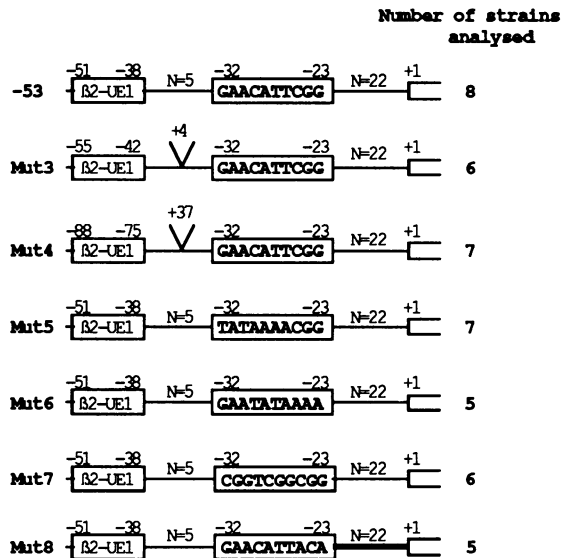 Number of strains
analysed
-51 -38 N=5 -32 -23 N=22 +1
-53 ß2-UE1 GAACATTCGG 8
+4
-55 -42 -32 -23 N=22 +1
Mut3 ß2-UE1 GAACATTCGG 6
+37
-88 -75 -32 -23 N=22 +1
Mut4 ß2-UE1 GAACATTCGG 7
-51 -38 N=5 -32 -23 N=22 +1
Mut5 ß2-UE1 TATAAAACGG 7
-51 -38 N=5 -32 -23 N=22 +1
Mut6 ß2-UE1 GAATATAAAA 5
-51 -38 N=5 -32 -23 N=22 +1
Mut7 ß2-UE1 CGGTCGGCGG 6
-51 -38 N=5 -32 -23 N=22 +1
Mut8 ß2-UE1 GAACATTACA 5